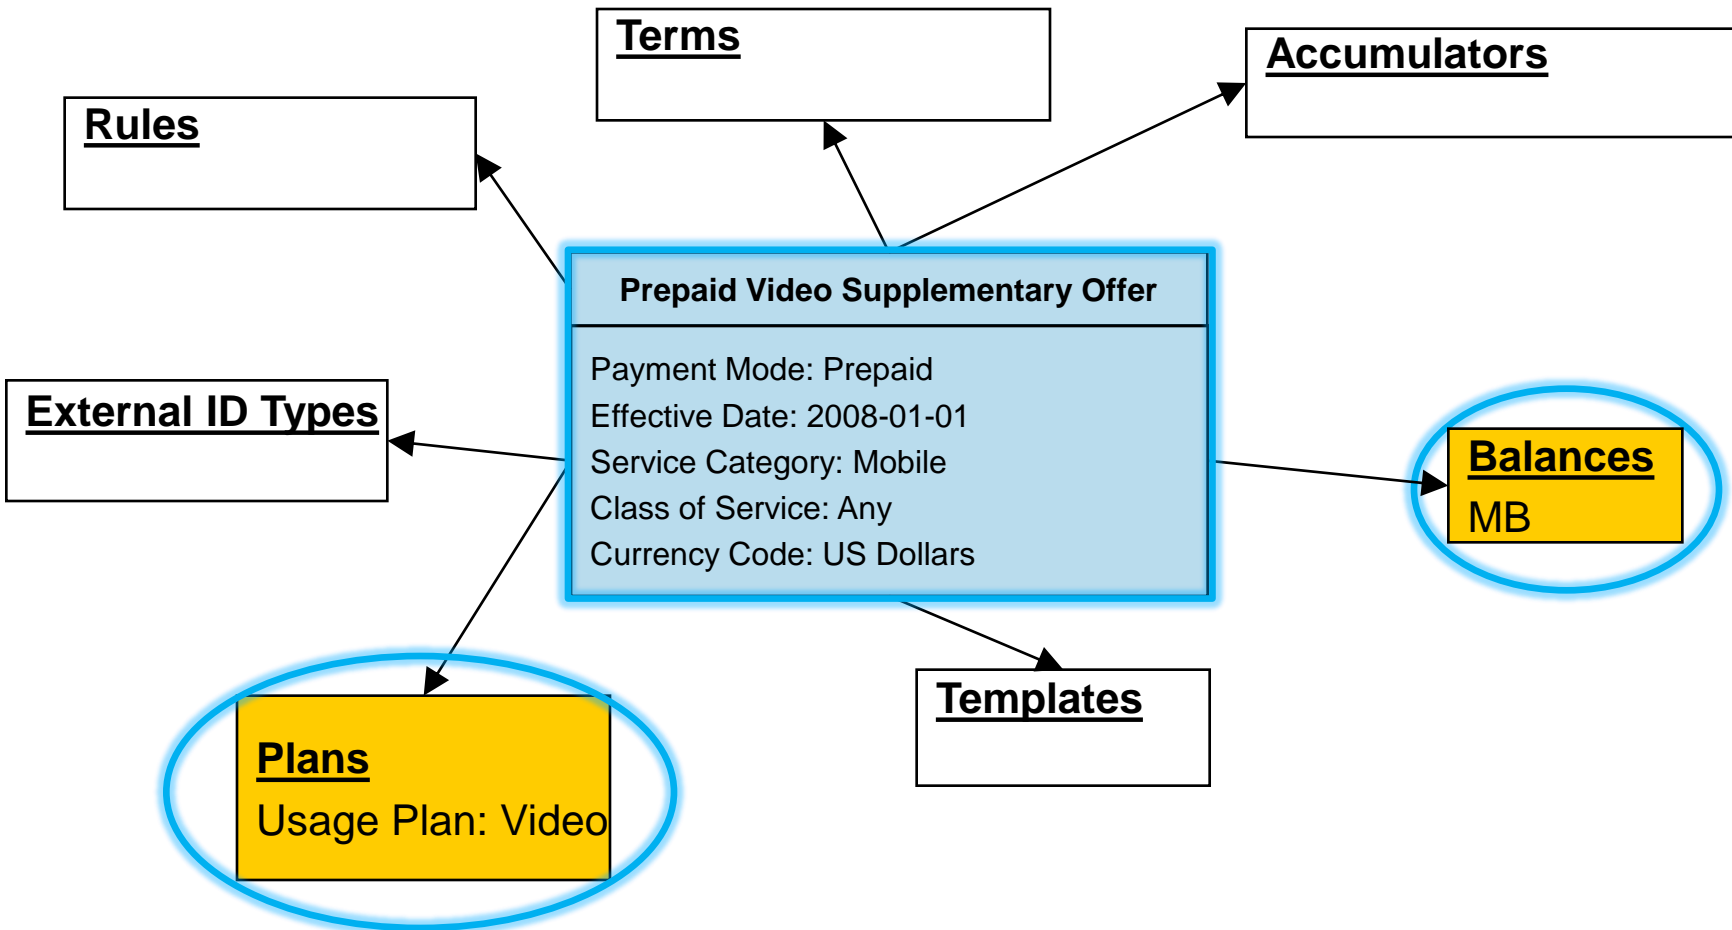 Terms
Accumulators
Rules
Prepaid Video Supplementary Offer
Payment Mode: Prepaid
Effective Date: 2008-01-01
Service Category: Mobile
Class of Service: Any
Currency Code: US Dollars
External ID Types
Balances
MB
Templates
Plans
Usage Plan: Video